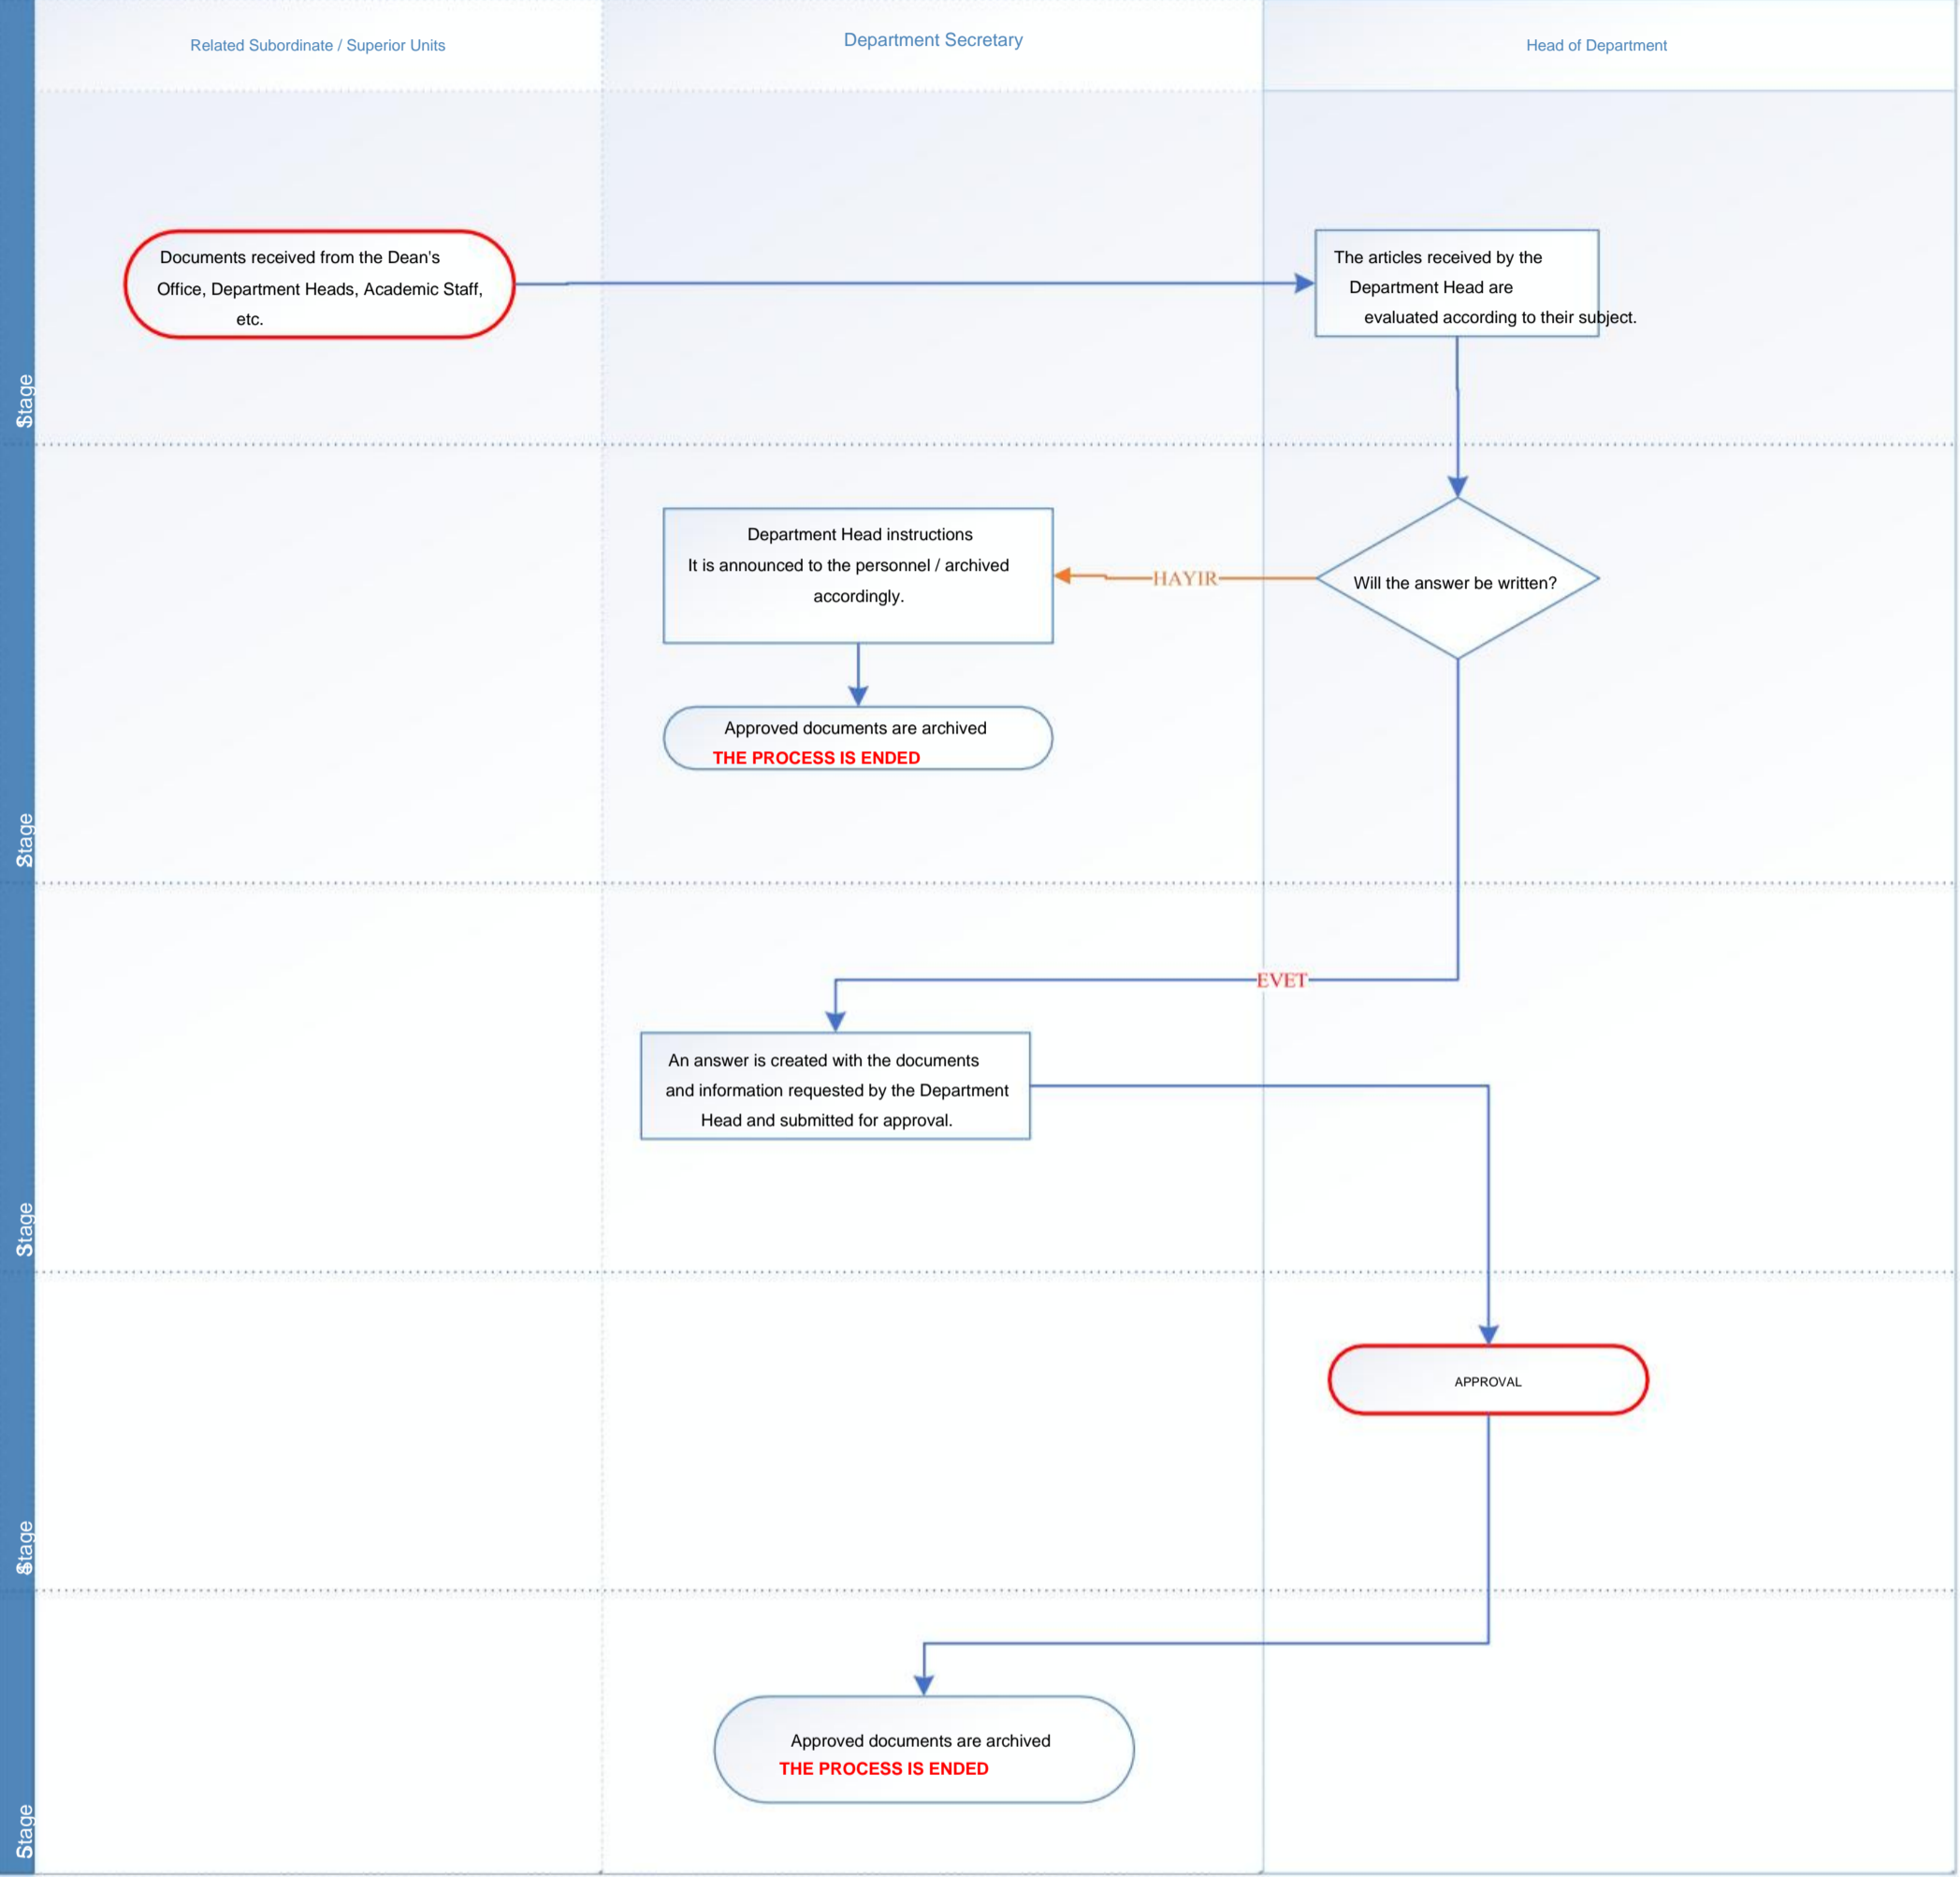 Related Subordinate / Superior Units
Department Secretary
Head of Department
Documents received from the Dean's
Office, Department Heads, Academic Staff,
etc.
The articles received by the
Department Head are
evaluated according to their subject.
Stage
Department Head instructions
It is announced to the personnel / archived
accordingly.
HAYIR
Will the answer be written?
Approved documents are archived
THE PROCESS IS ENDED
Stage
EVET
An answer is created with the documents
and information requested by the Department
Head and submitted for approval.
Stage
APPROVAL
Stage
Approved documents are archived
THE PROCESS IS ENDED
Stage